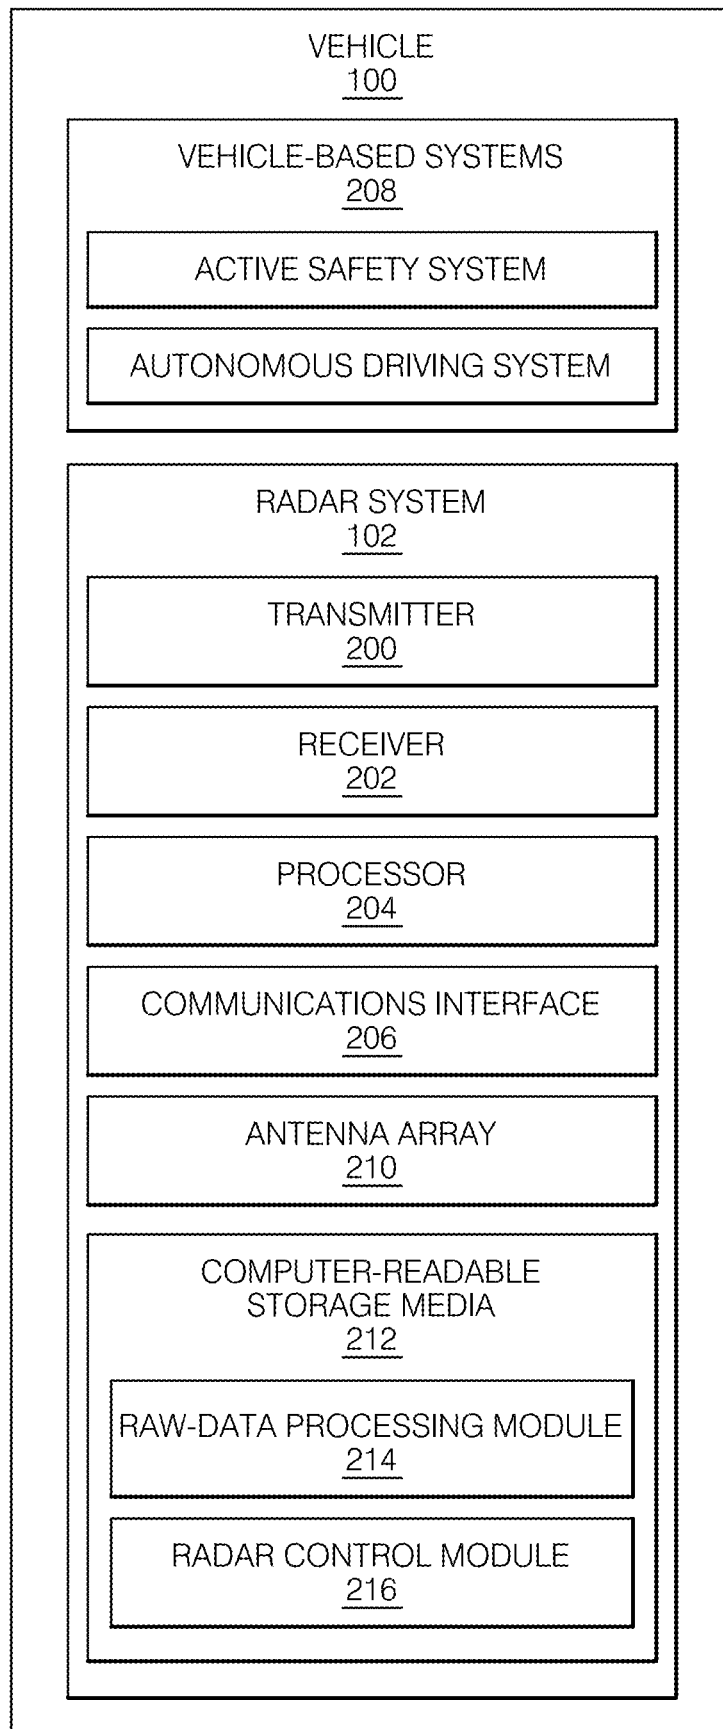 VEHICLE
100
VEHICLE-BASED SYSTEMS
208
ACTIVE SAFETY SYSTEM
AUTONOMOUS DRIVING SYSTEM
RADAR SYSTEM
102
TRANSMITTER
200
RECEIVER
202
PROCESSOR
204
COMMUNICATIONS INTERFACE
206
ANTENNA ARRAY
210
COMPUTER-READABLE
STORAGE MEDIA
212
RAW-DATA PROCESSING MODULE
214
RADAR CONTROL MODULE
216